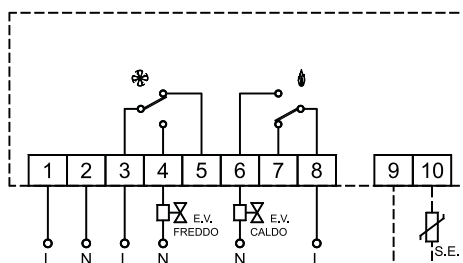 1 2 3 4 5 6 7 8 9 10
E.V. E.V.
FREDDO CALDO
S.E.
L N L N N L